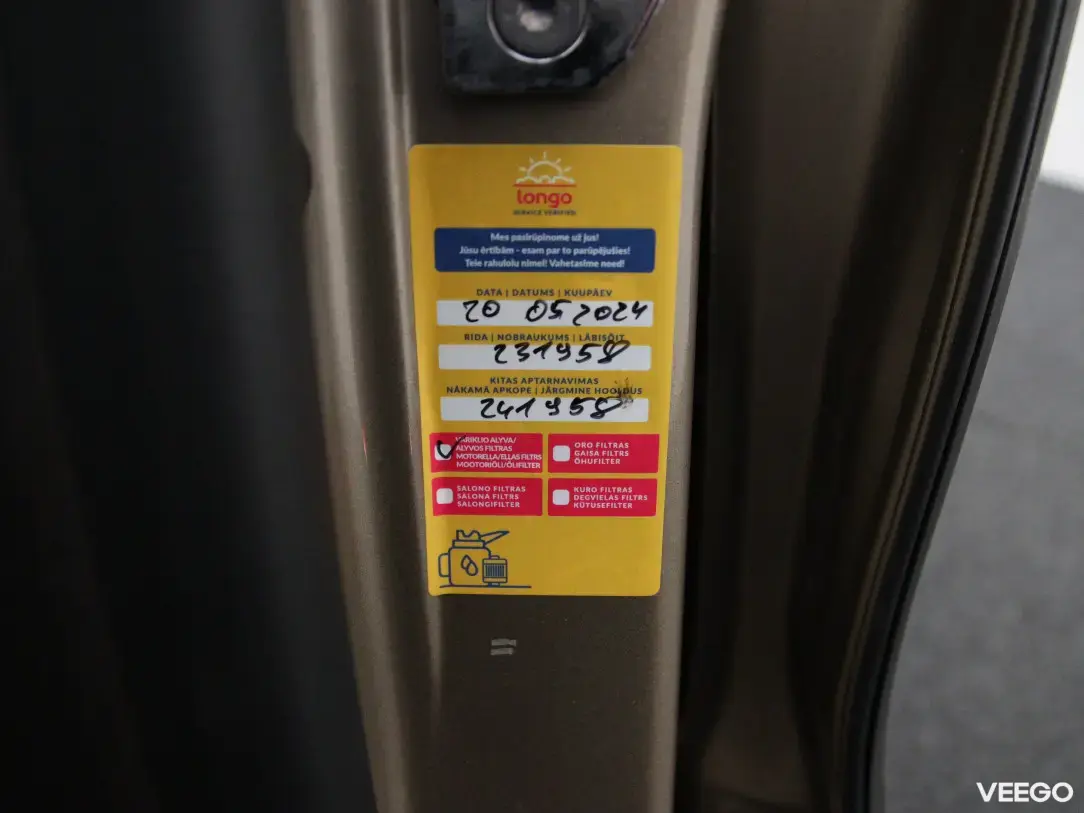 longo
SERVICE VERIFIED
Mes pasirūpinome už jus!
Jūsu ērtībām - esam par to parūpējušies!
Teie rahulolu nimel! Vahetasime need!
DATA | DATUMS | KUUPÄEV
20 05 2024
RIDA | NOBRAUKUMS | LÄBISÕIT
231958
KITAS APTARNAVIMAS
NĀKAMĀ APKOPE | JÄRGMINE HOOLDUS
241958
VARIKLIO ALYVA/
ALYVOS FILTRAS
MOTOREĻĻA/EĻĻAS FILTRS
MOOTORIÕLI/ÕLIFILTER
ORO FILTRAS
GAISA FILTRS
ÕHUFILTER
SALONO FILTRAS
SALONA FILTRS
SALONGIFILTER
KURO FILTRAS
DEGVIELAS FILTRS
KÜTUSEFILTER
VEEGO